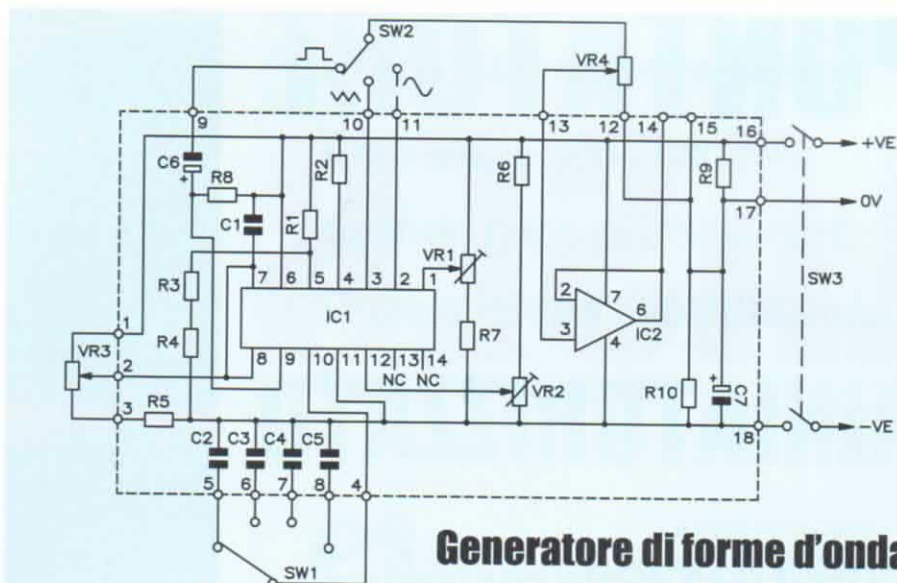 SW2
VR4
9
10
11
13
12
14
15
16
+VE
C6
R8
R2
R6
R9
17
0V
C1
R1
VR1
SW3
7
6
5
4
3
2
1
R3
IC1
2
7
6
3
4
IC2
1
R4
R7
VR3
2
8
9
10
11
12
13
14
NC
NC
VR2
R10
C7
+
+
3
R5
18
-VE
C2
C3
C4
C5
5
6
7
8
4
SW1
Generatore di forme d'onda